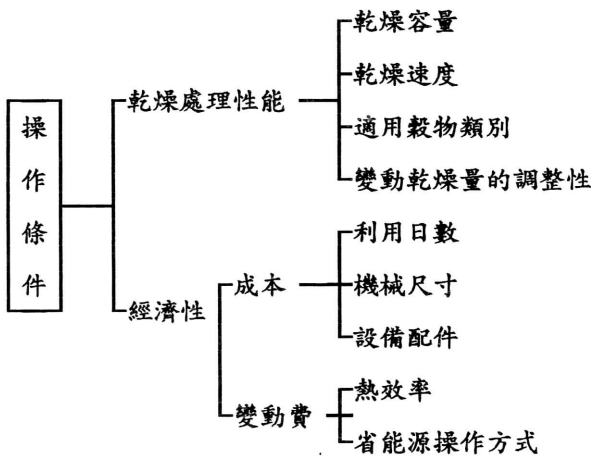 操作條件
乾燥處理性能
乾燥容量
乾燥速度
適用穀物類別
變動乾燥量的調整性
經濟性
成本
利用日數
機械尺寸
設備配件
變動費
熱效率
省能源操作方式